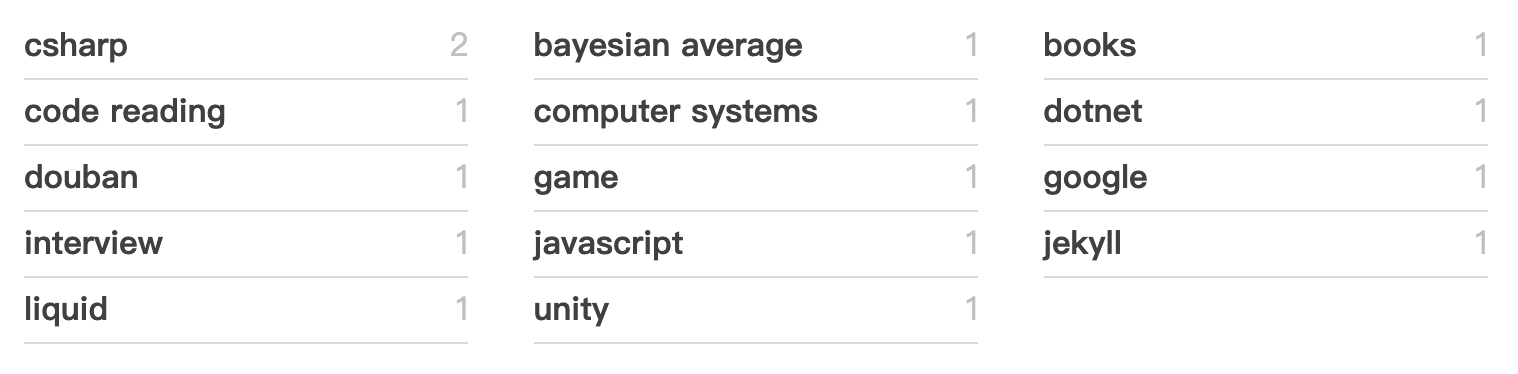 csharp 2 bayesian average 1 books 1
code reading 1 computer systems 1 dotnet 1
douban 1 game 1 google 1
interview 1 javascript 1 jekyll 1
liquid 1 unity 1